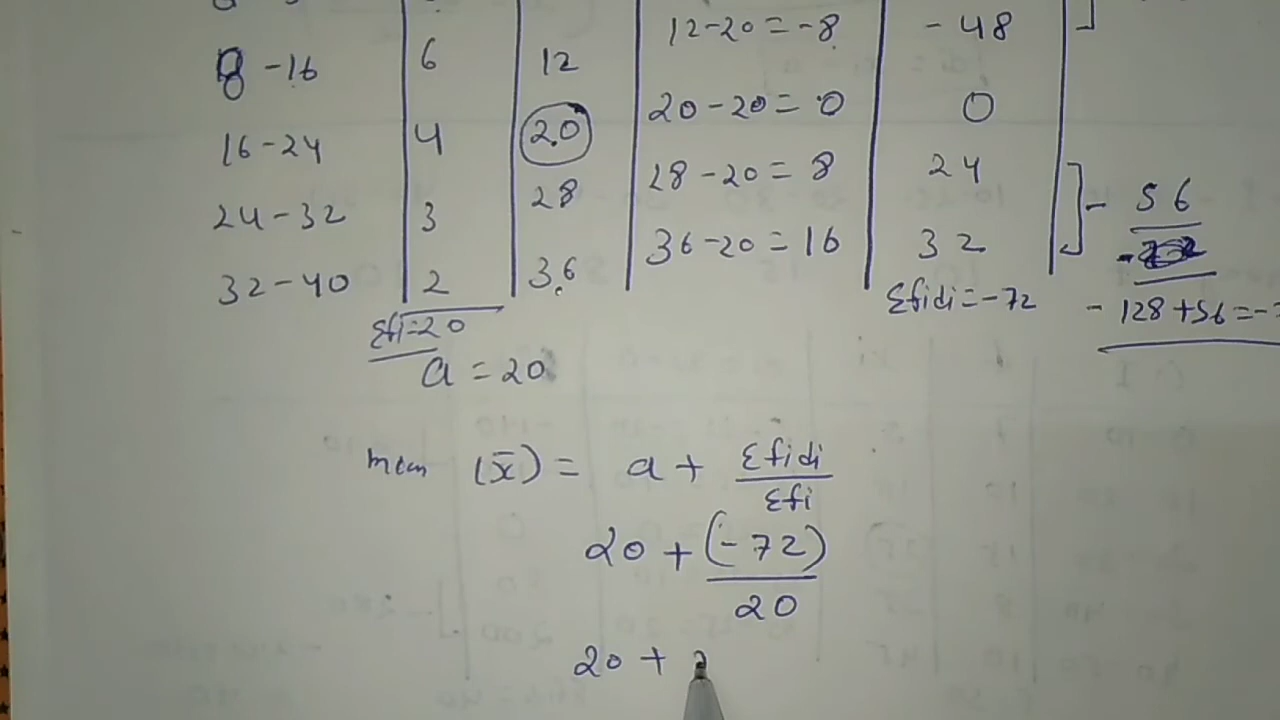 12-20=-8 -48
8-16 6 12
20-20=0 0
16-24 4 20
28-20=8 24
24-32 3 28 - 56
36-20=16 32
32-40 2 36
Σfidi=-72 -128+56=-
Σfi=20
a=20
mean (x̄) = a + Σfidi
Σfi
20 + (-72)
20
20 +